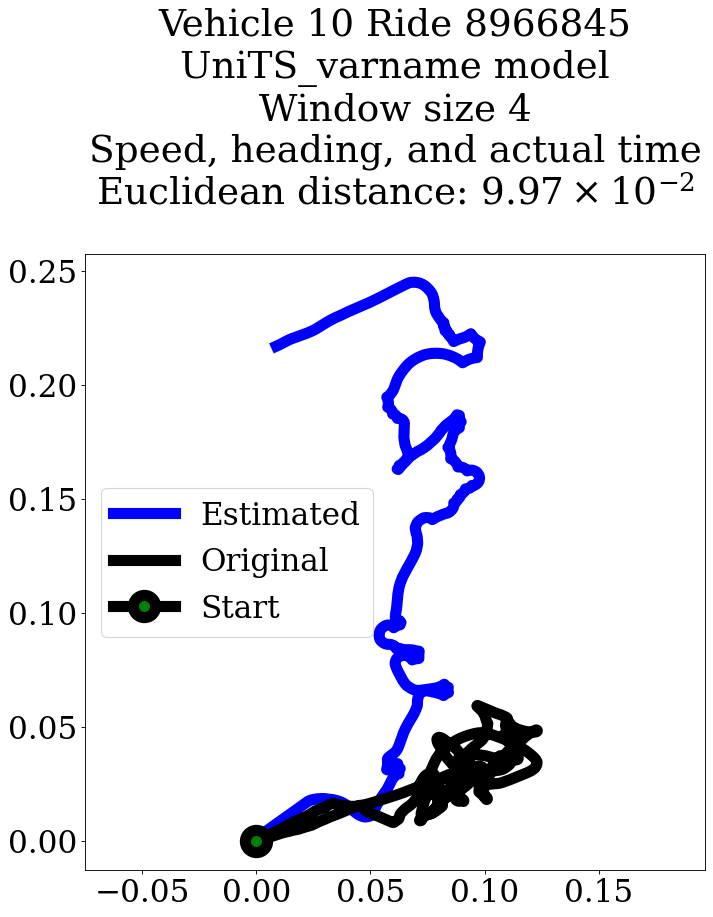 Vehicle 10 Ride 8966845
UniTS_varname model
Window size 4
Speed, heading, and actual time
Euclidean distance: 9.97 × 10⁻²
0.25
0.20
0.15
0.10
0.05
0.00
Estimated
Original
Start
−0.05 0.00 0.05 0.10 0.15